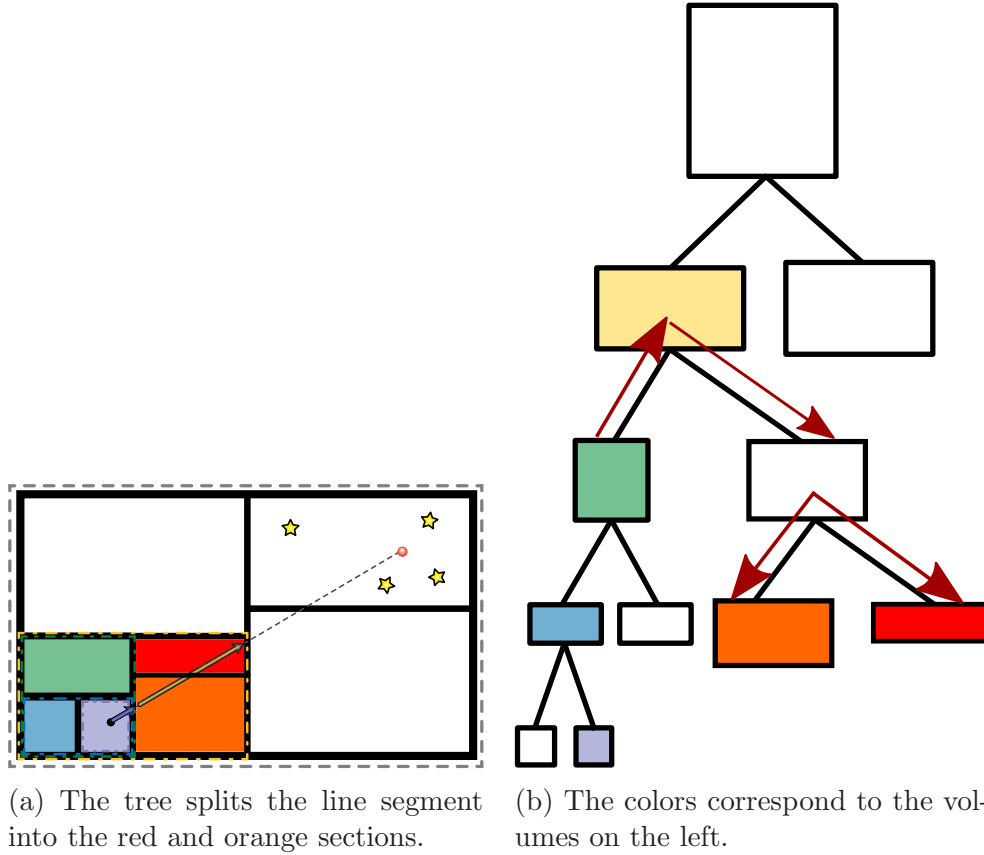 (a) The tree splits the line segment
into the red and orange sections.
(b) The colors correspond to the vol-
umes on the left.